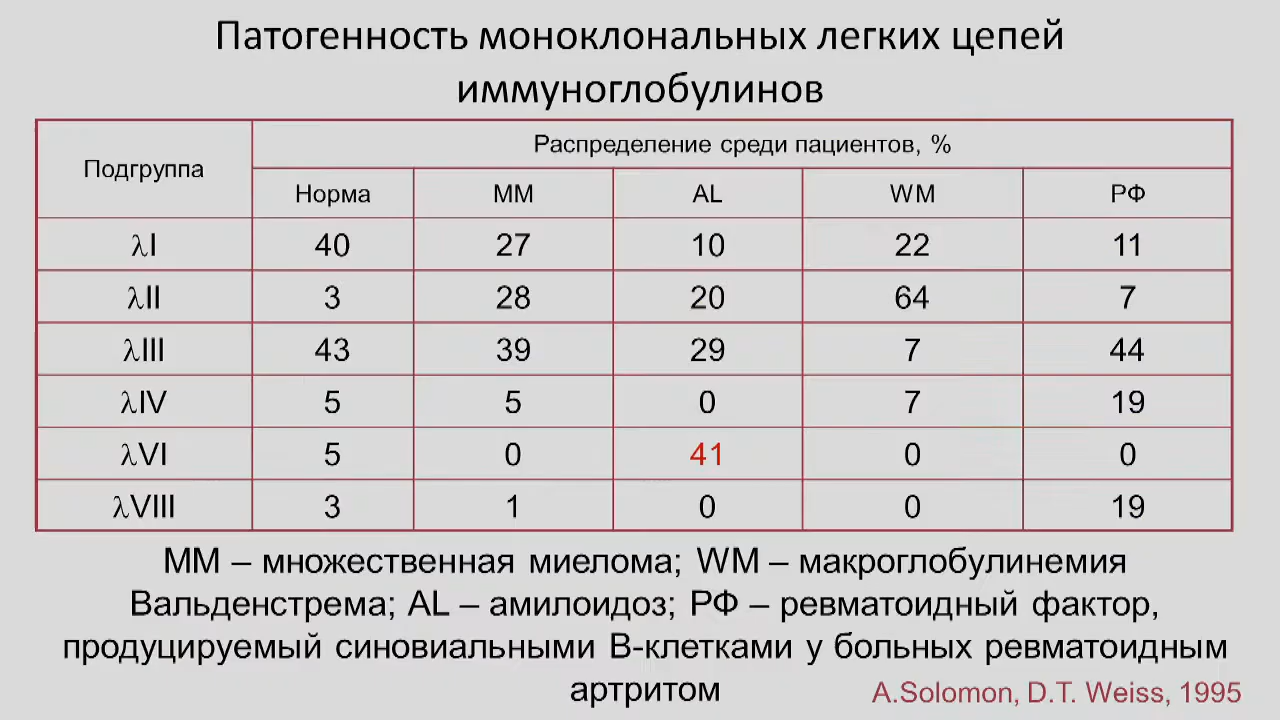 Патогенность моноклональных легких цепей
иммуноглобулинов
Подгруппа
Распределение среди пациентов, %
Норма ММ AL WM РФ
λI 40 27 10 22 11
λII 3 28 20 64 7
λIII 43 39 29 7 44
λIV 5 5 0 7 19
λVI 5 0 41 0 0
λVIII 3 1 0 0 19
ММ – множественная миелома; WM – макроглобулинемия
Вальденстрема; AL – амилоидоз; РФ – ревматоидный фактор,
продуцируемый синовиальными В-клетками у больных ревматоидным
артритом
A.Solomon, D.T. Weiss, 1995